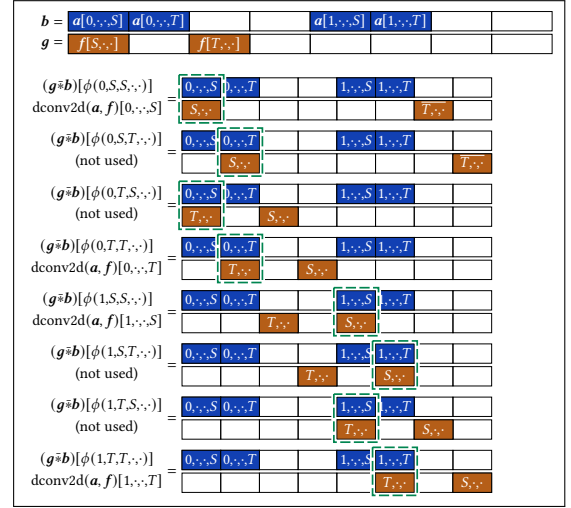 b = a[0,·,·,S] a[0,·,·,T] a[1,·,·,S] a[1,·,·,T]
g = f[S,·,·] f[T,·,·]
(g⊛̄b)[ϕ(0,S,S,·,·)] = 0,·,·,S 0,·,·,T 1,·,·,S 1,·,·,T
dconv2d(a, f)[0,·,·,S] S,·,· T,·,·
(g⊛̄b)[ϕ(0,S,T,·,·)] = 0,·,·,S 0,·,·,T 1,·,·,S 1,·,·,T
(not used) S,·,· T,·,·
(g⊛̄b)[ϕ(0,T,S,·,·)] = 0,·,·,S 0,·,·,T 1,·,·,S 1,·,·,T
(not used) T,·,· S,·,·
(g⊛̄b)[ϕ(0,T,T,·,·)] = 0,·,·,S 0,·,·,T 1,·,·,S 1,·,·,T
dconv2d(a, f)[0,·,·,T] T,·,· S,·,·
(g⊛̄b)[ϕ(1,S,S,·,·)] = 0,·,·,S 0,·,·,T 1,·,·,S 1,·,·,T
dconv2d(a, f)[1,·,·,S] T,·,· S,·,·
(g⊛̄b)[ϕ(1,S,T,·,·)] = 0,·,·,S 0,·,·,T 1,·,·,S 1,·,·,T
(not used) T,·,· S,·,·
(g⊛̄b)[ϕ(1,T,S,·,·)] = 0,·,·,S 0,·,·,T 1,·,·,S 1,·,·,T
(not used) T,·,· S,·,·
(g⊛̄b)[ϕ(1,T,T,·,·)] = 0,·,·,S 0,·,·,T 1,·,·,S 1,·,·,T
dconv2d(a, f)[1,·,·,T] T,·,· S,·,·